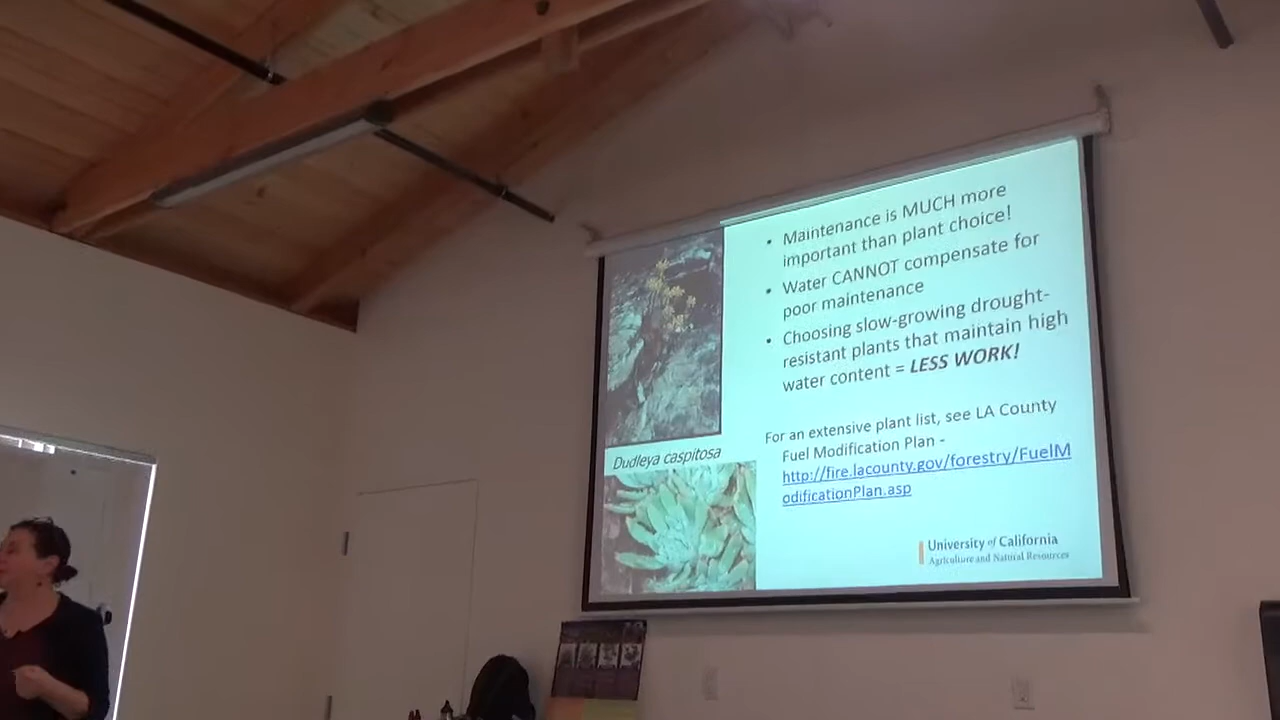 • Maintenance is MUCH more
important than plant choice!
• Water CANNOT compensate for
poor maintenance
• Choosing slow-growing drought-
resistant plants that maintain high
water content = LESS WORK!
For an extensive plant list, see LA County
Fuel Modification Plan -
http://fire.lacounty.gov/forestry/FuelM
odificationPlan.asp
Dudleya caspitosa
University of California
Agriculture and Natural Resources